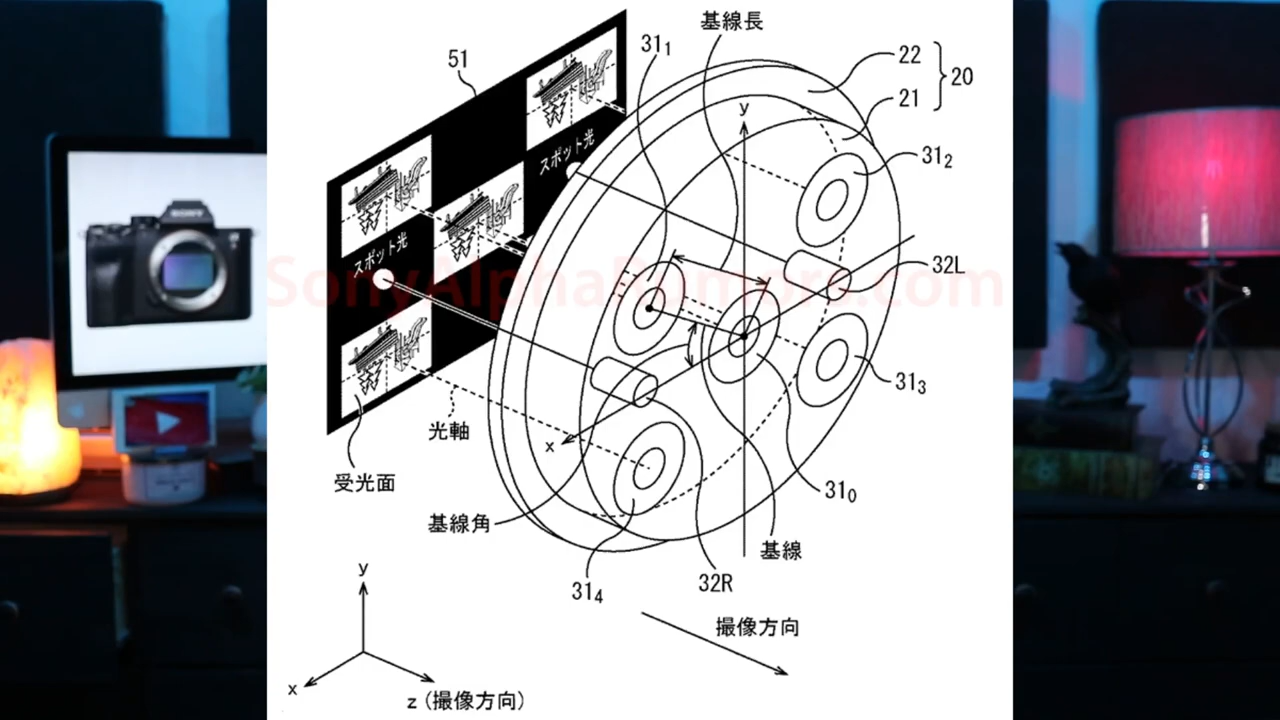 基線長
31₁
51
22
20
21
y
31₂
スポット光
スポット光
SONY
SonyAlphaRumors.com
32L
31₃
光軸
x
受光面
31₀
基線角
基線
32R
31₄
y
撮像方向
x
z (撮像方向)